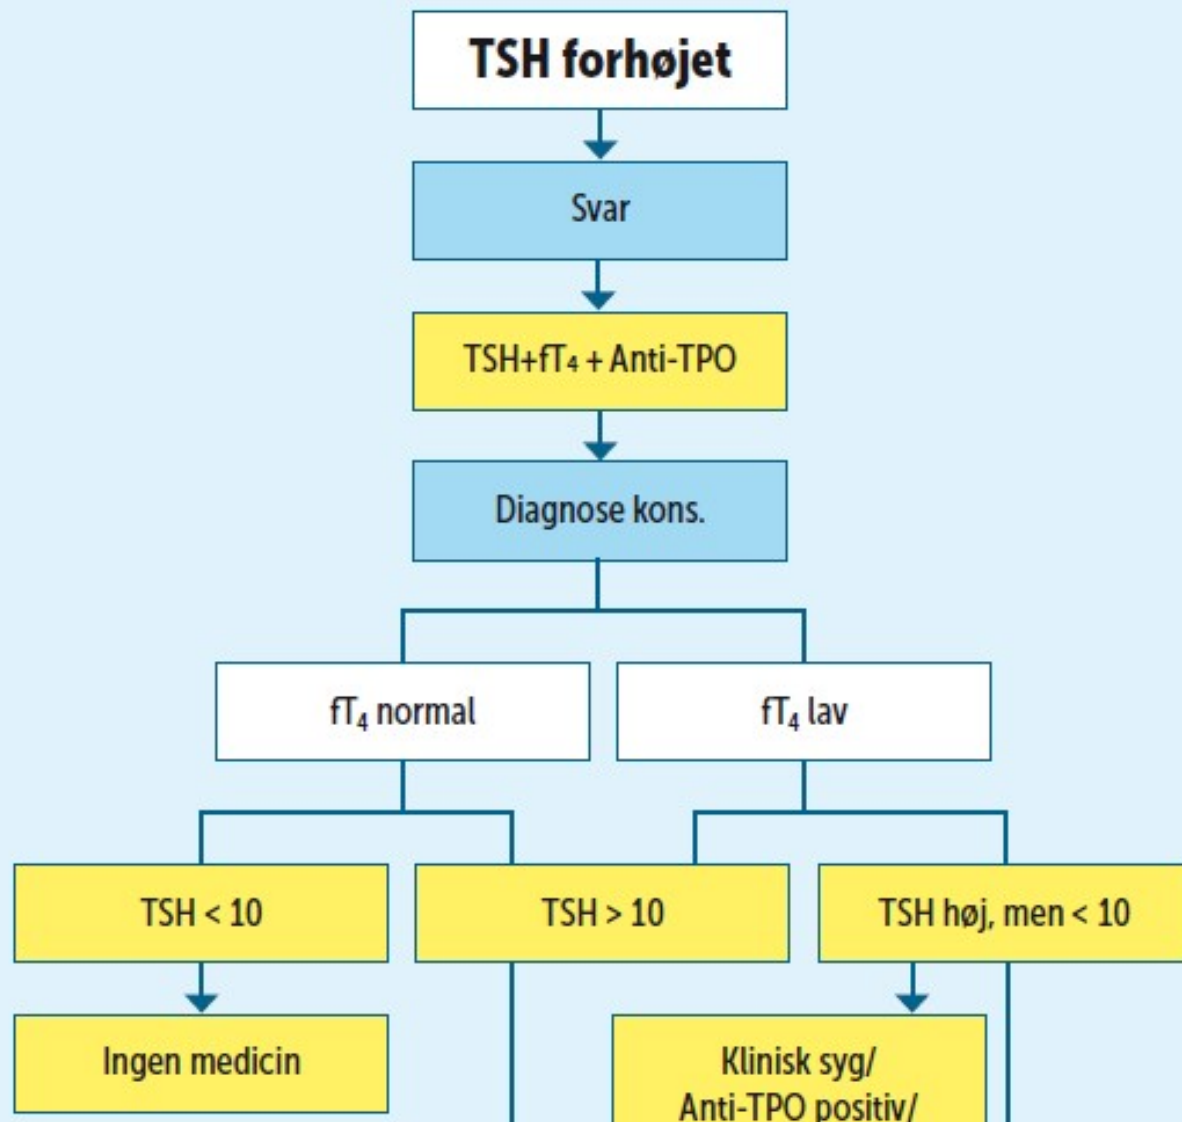 TSH forhøjet
Svar
TSH+fT₄ + Anti-TPO
Diagnose kons.
fT₄ normal
fT₄ lav
TSH < 10
TSH > 10
TSH høj, men < 10
Ingen medicin
Klinisk syg/
Anti-TPO positiv/